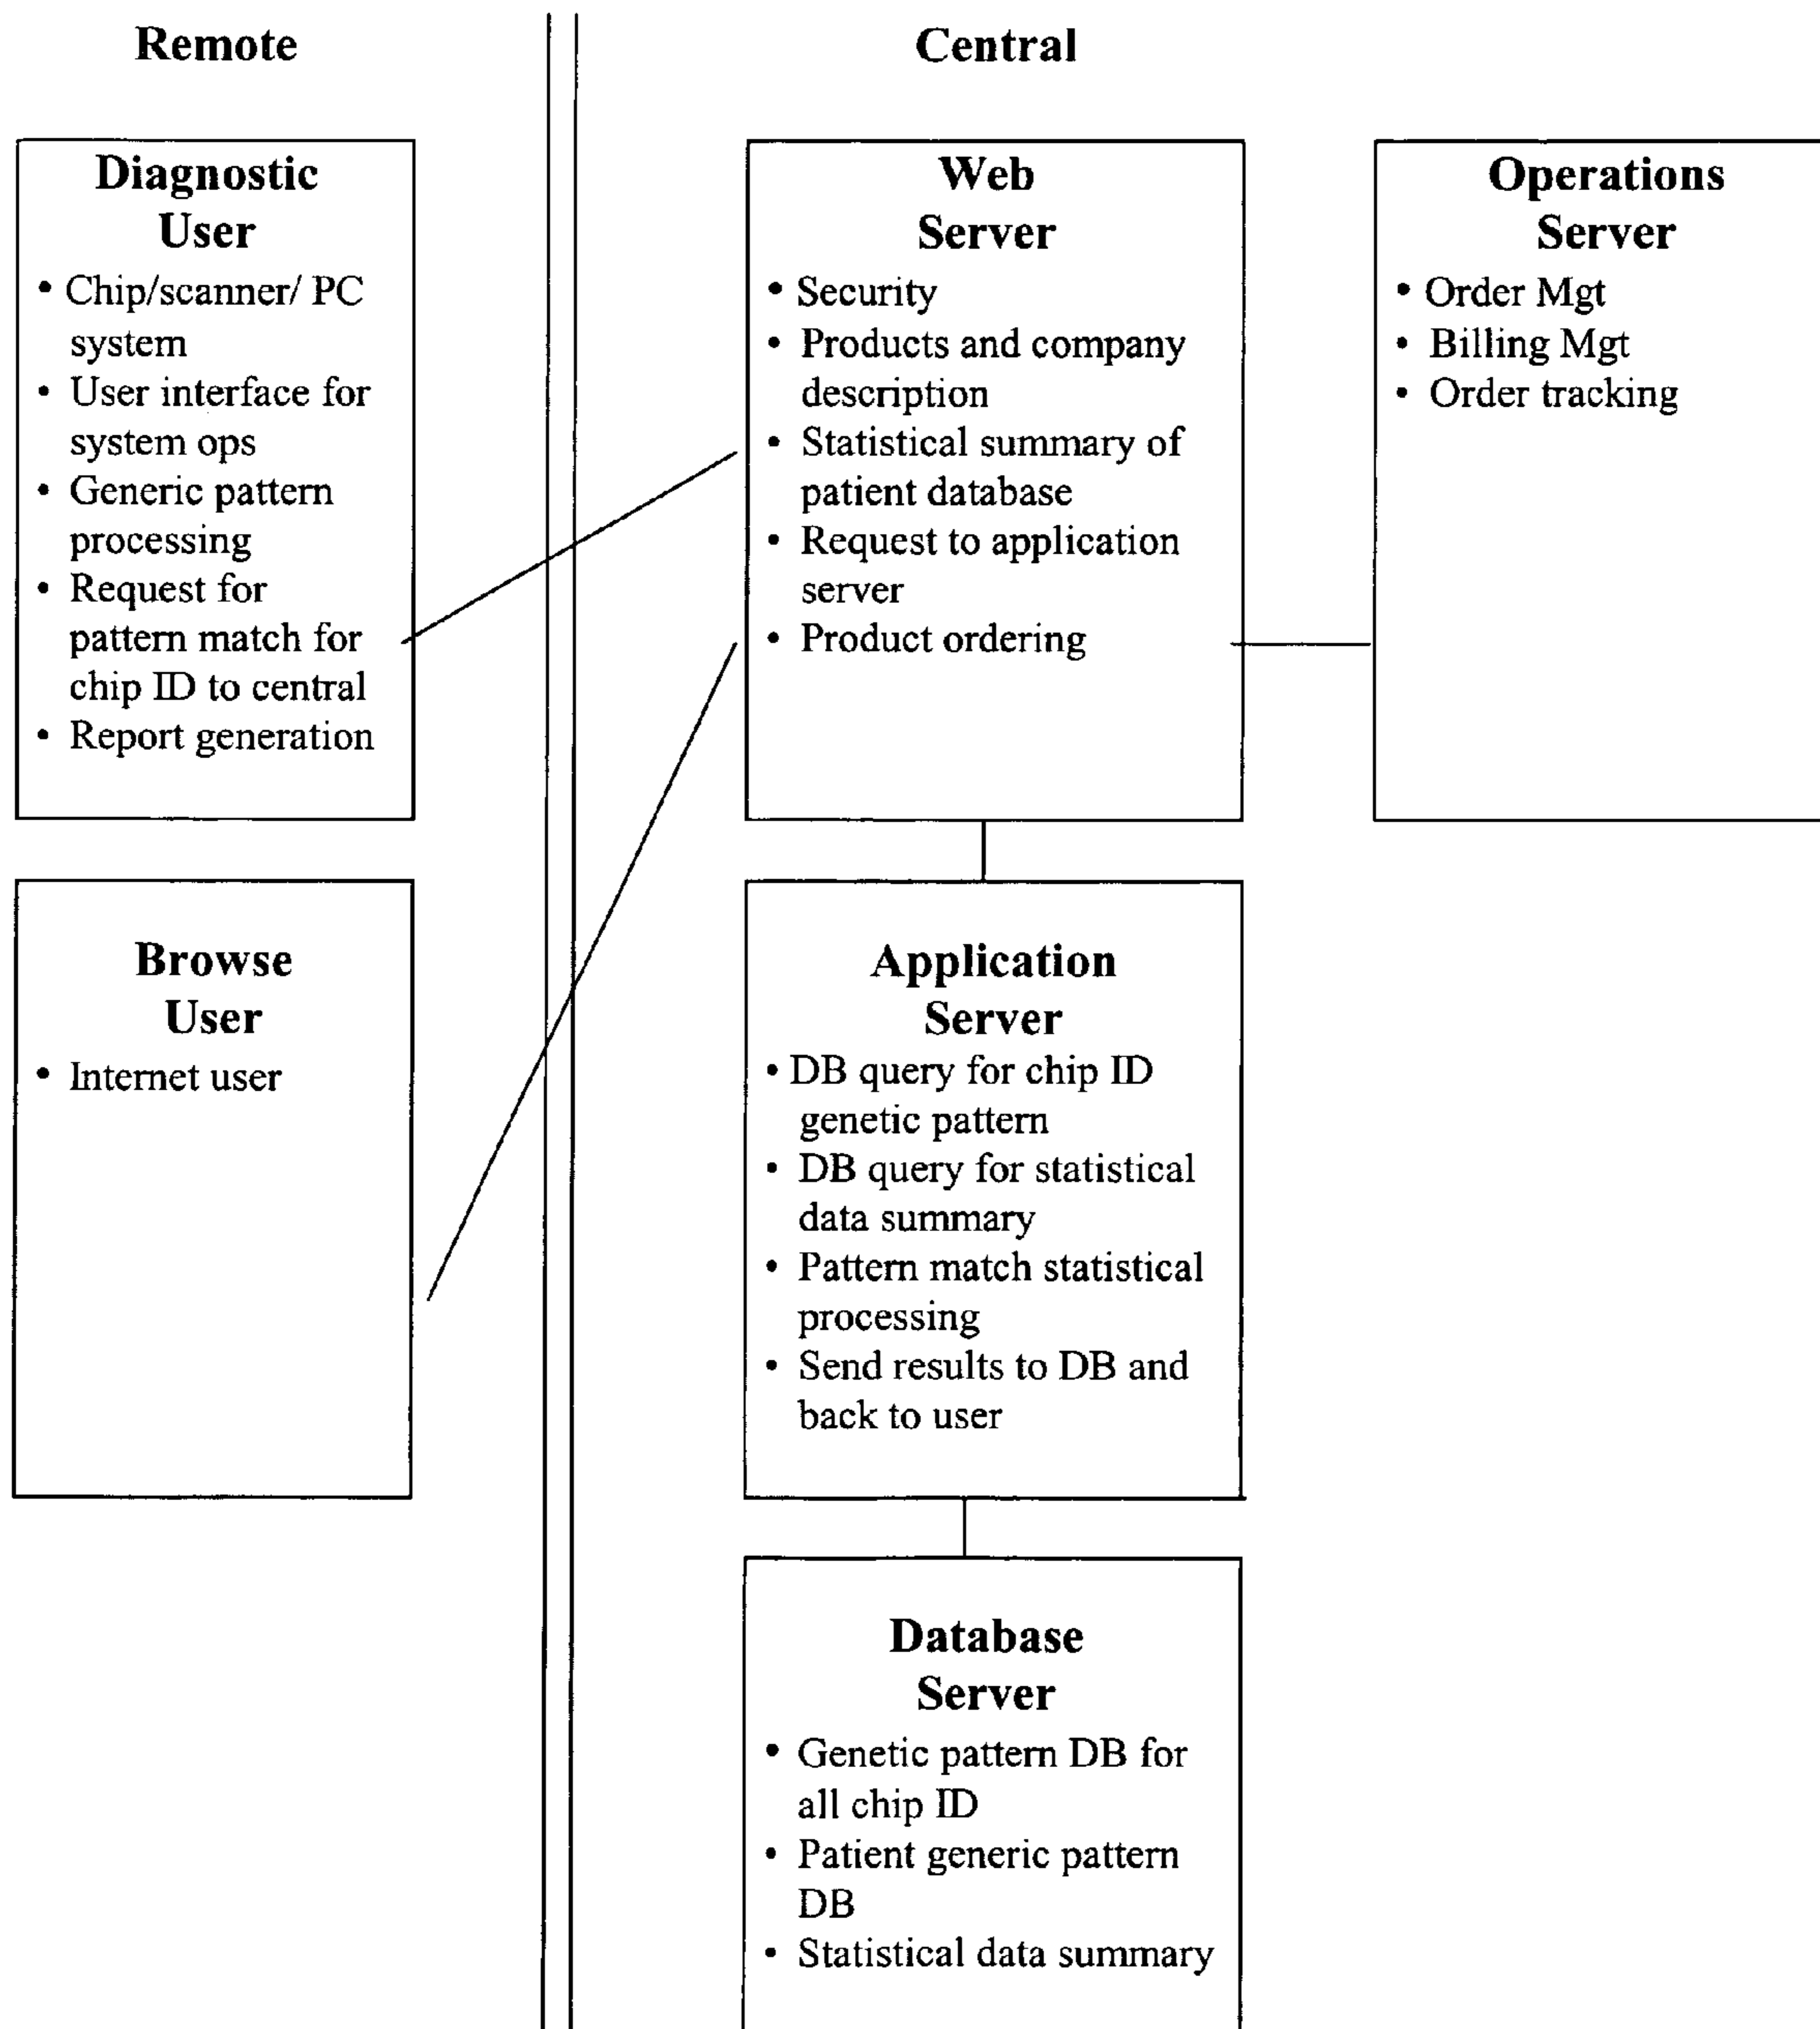 Remote
Central
Diagnostic
User
• Chip/scanner/ PC
system
• User interface for
system ops
• Generic pattern
processing
• Request for
pattern match for
chip ID to central
• Report generation
Web
Server
• Security
• Products and company
description
• Statistical summary of
patient database
• Request to application
server
• Product ordering
Operations
Server
• Order Mgt
• Billing Mgt
• Order tracking
Browse
User
• Internet user
Application
Server
• DB query for chip ID
genetic pattern
• DB query for statistical
data summary
• Pattern match statistical
processing
• Send results to DB and
back to user
Database
Server
• Genetic pattern DB for
all chip ID
• Patient generic pattern
DB
• Statistical data summary